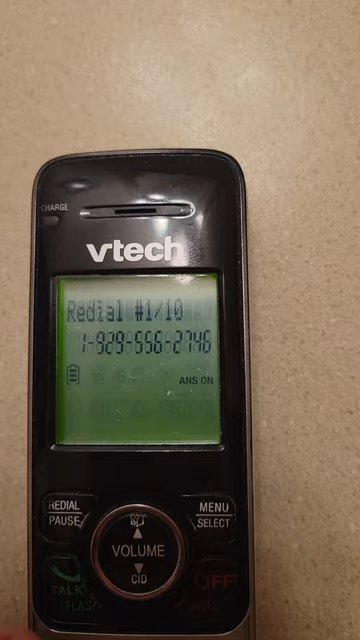 CHARGE
vtech
Redial #1/10
1-929-556-2746
ANS ON
REDIAL
PAUSE
MENU
SELECT
VOLUME
CID
TALK
FLASH
OFF